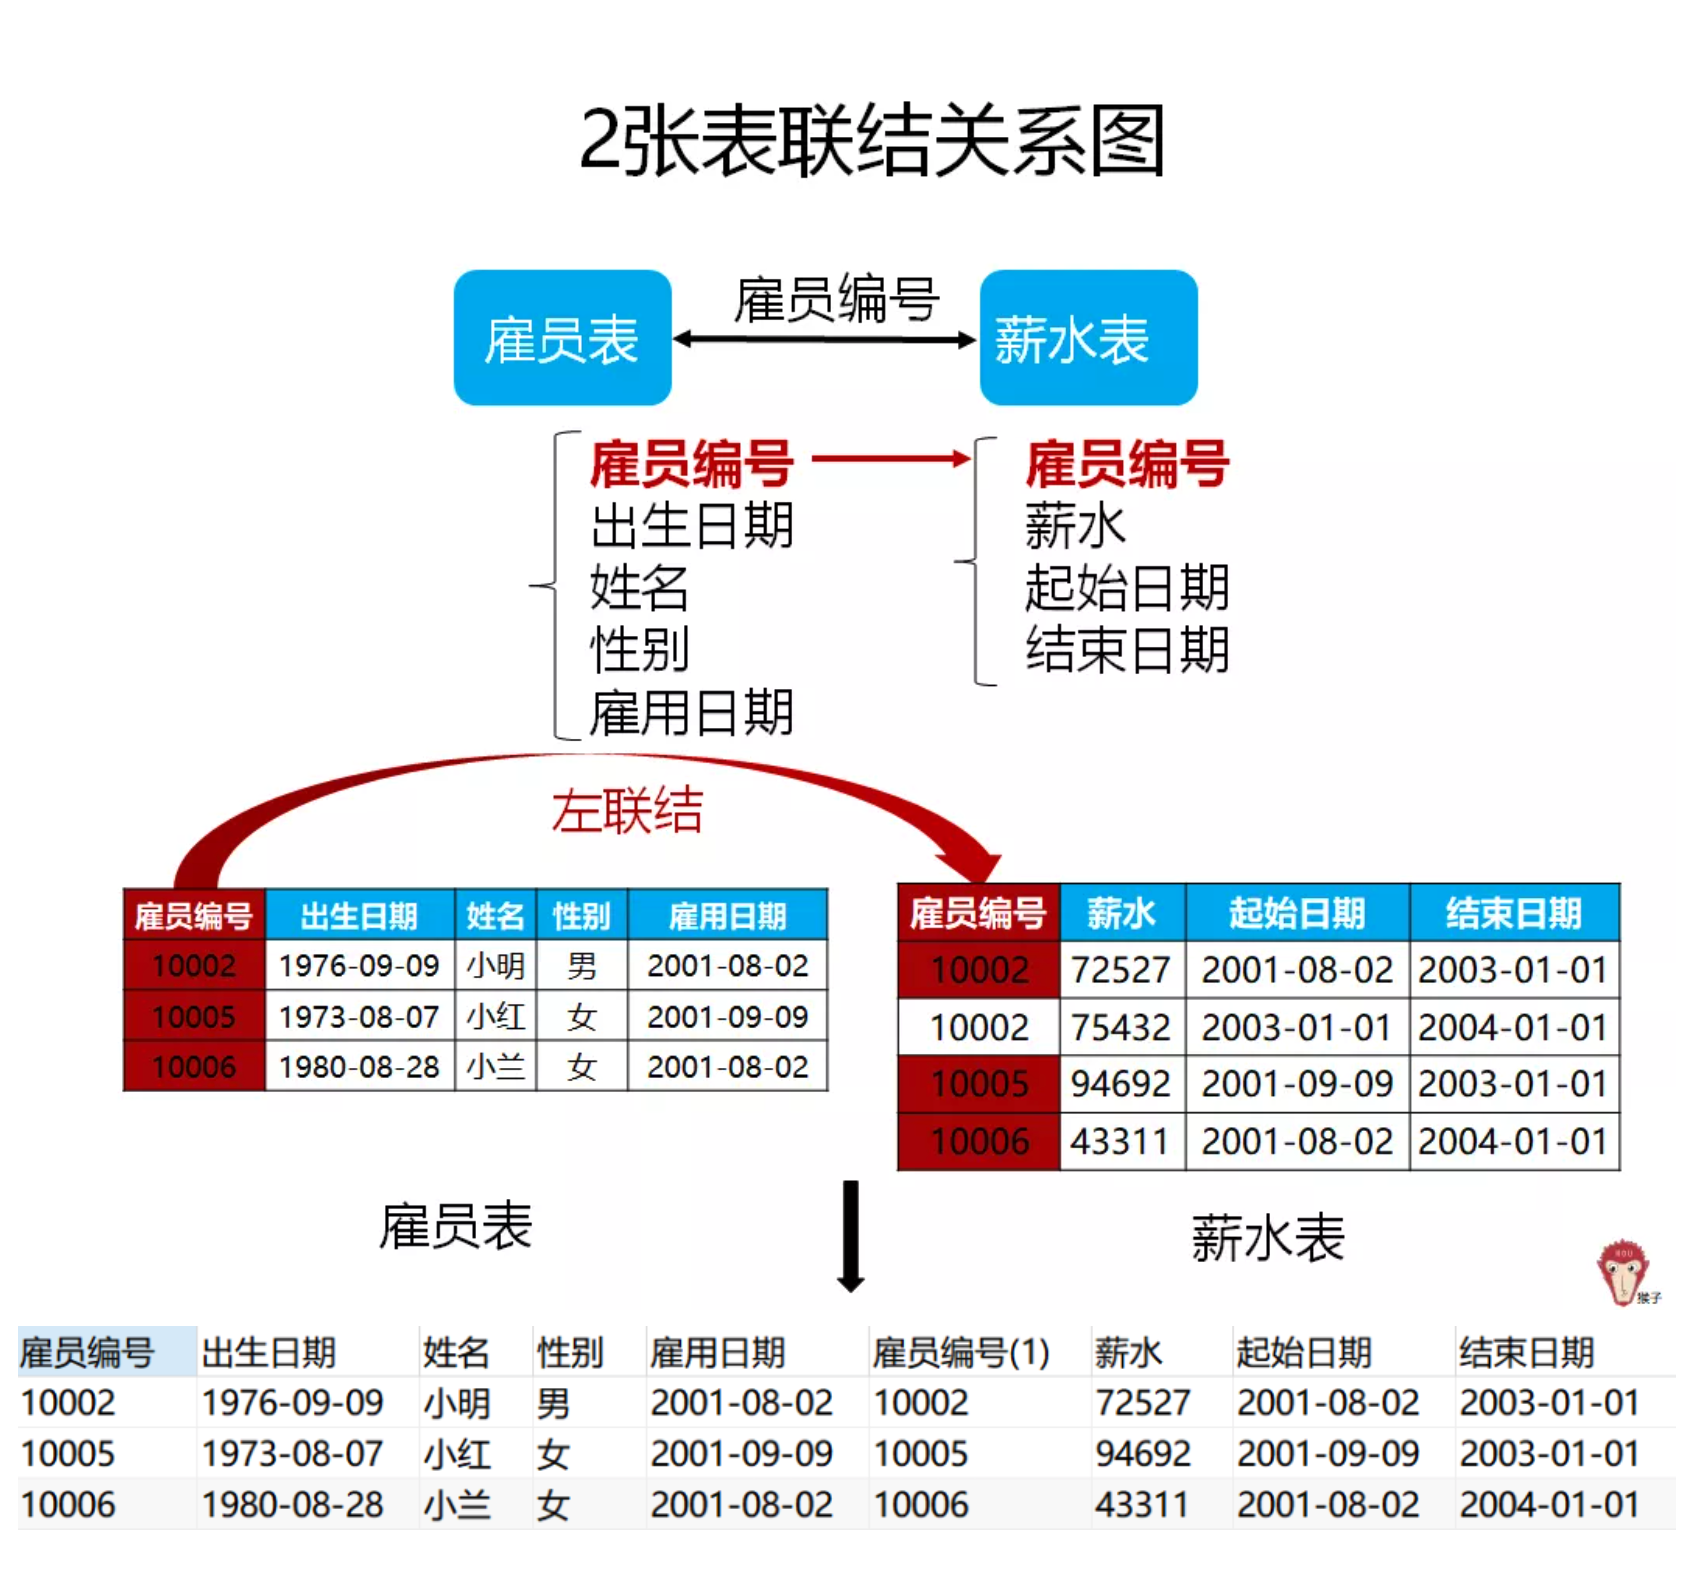 2张表联结关系图
雇员表 雇员编号 薪水表
雇员编号 雇员编号
出生日期 薪水
姓名 起始日期
性别 结束日期
雇用日期
左联结
雇员编号 出生日期 姓名 性别 雇用日期
10002 1976-09-09 小明 男 2001-08-02
10005 1973-08-07 小红 女 2001-09-09
10006 1980-08-28 小兰 女 2001-08-02
雇员表
雇员编号 薪水 起始日期 结束日期
10002 72527 2001-08-02 2003-01-01
10002 75432 2003-01-01 2004-01-01
10005 94692 2001-09-09 2003-01-01
10006 43311 2001-08-02 2004-01-01
薪水表
HOU
猴子
雇员编号 出生日期 姓名 性别 雇用日期 雇员编号(1) 薪水 起始日期 结束日期
10002 1976-09-09 小明 男 2001-08-02 10002 72527 2001-08-02 2003-01-01
10005 1973-08-07 小红 女 2001-09-09 10005 94692 2001-09-09 2003-01-01
10006 1980-08-28 小兰 女 2001-08-02 10006 43311 2001-08-02 2004-01-01